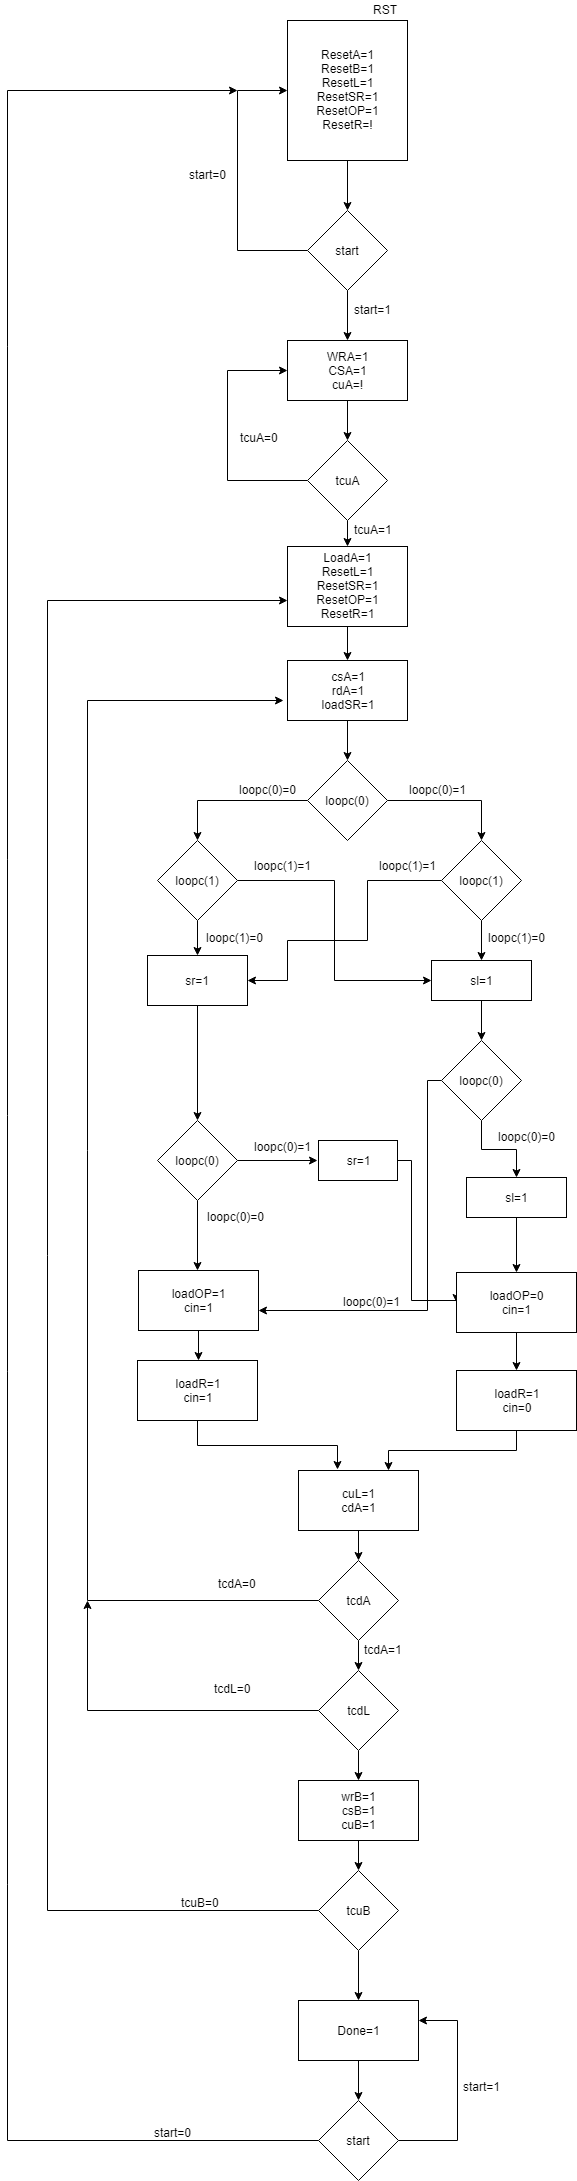 RST
ResetA=1
ResetB=1
ResetL=1
ResetSR=1
ResetOP=1
ResetR=!
start=0
start
start=1
WRA=1
CSA=1
cuA=!
tcuA=0
tcuA
tcuA=1
LoadA=1
ResetL=1
ResetSR=1
ResetOP=1
ResetR=1
csA=1
rdA=1
loadSR=1
loopc(0)=0
loopc(0)
loopc(0)=1
loopc(1)
loopc(1)=1
loopc(1)=1
loopc(1)
loopc(1)=0
loopc(1)=0
sr=1
sl=1
loopc(0)
loopc(0)=0
loopc(0)
loopc(0)=1
sr=1
sl=1
loopc(0)=0
loadOP=1
cin=1
loopc(0)=1
loadOP=0
cin=1
loadR=1
cin=1
loadR=1
cin=0
cuL=1
cdA=1
tcdA=0
tcdA
tcdA=1
tcdL=0
tcdL
wrB=1
csB=1
cuB=1
tcuB=0
tcuB
Done=1
start=1
start=0
start